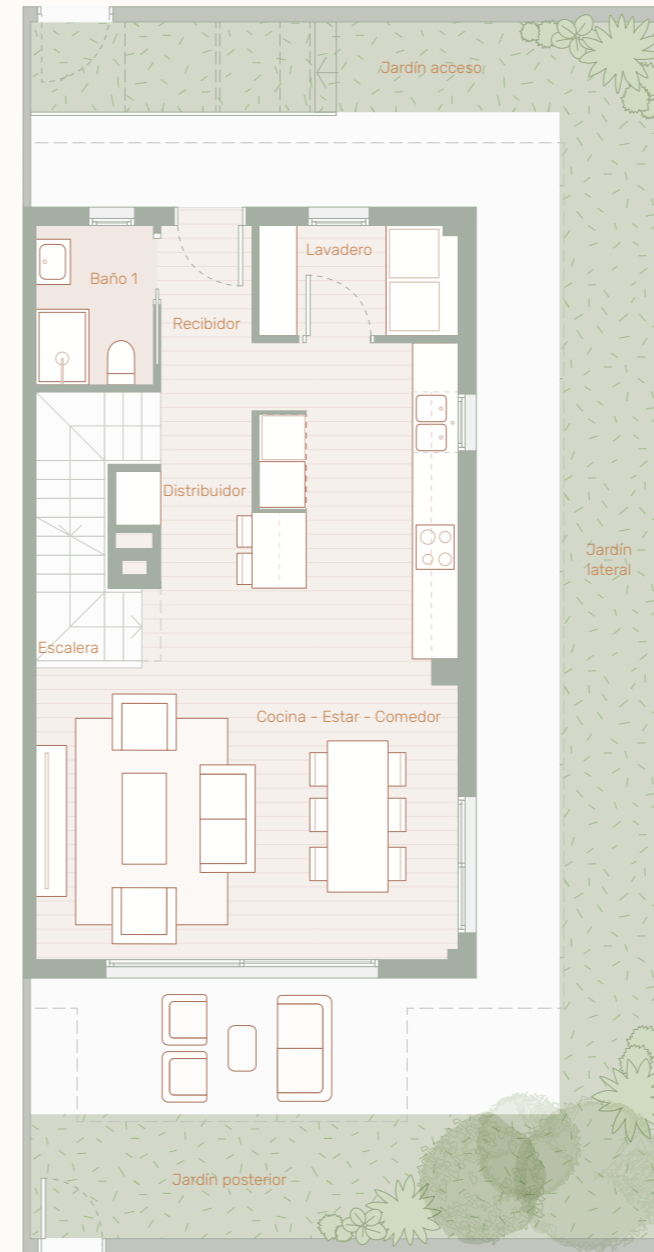 Jardín acceso
Lavadero
Baño 1
Recibidor
Distribuidor
Jardín
lateral
Escalera
Cocina - Estar - Comedor
Jardín posterior